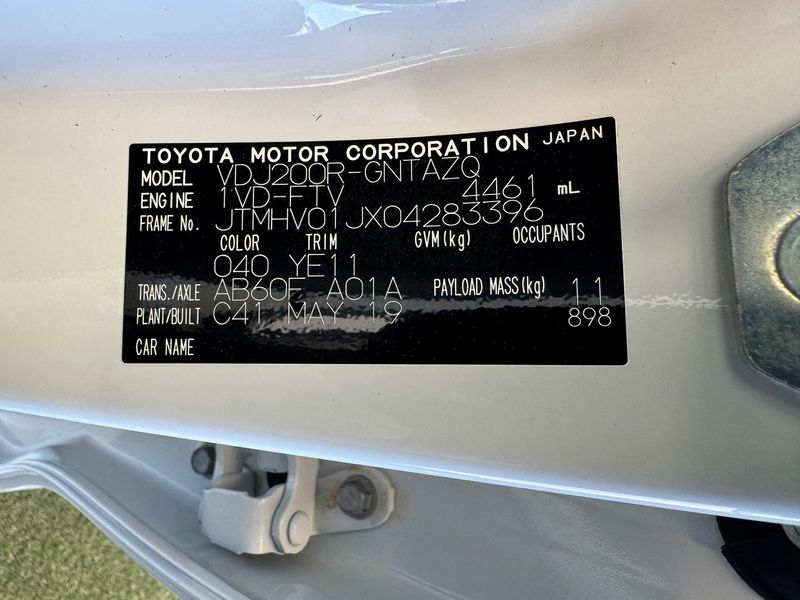 TOYOTA MOTOR CORPORATION JAPAN
MODEL VDJ200R-GNTAZQ
ENGINE 1VD-FTV 4461 mL
FRAME No. JTMHV01JX04283396
COLOR TRIM GVM(kg) OCCUPANTS
040 YE11
TRANS./AXLE AB60F A01A PAYLOAD MASS(kg) 11
PLANT/BUILT C41 MAY 19 898
CAR NAME